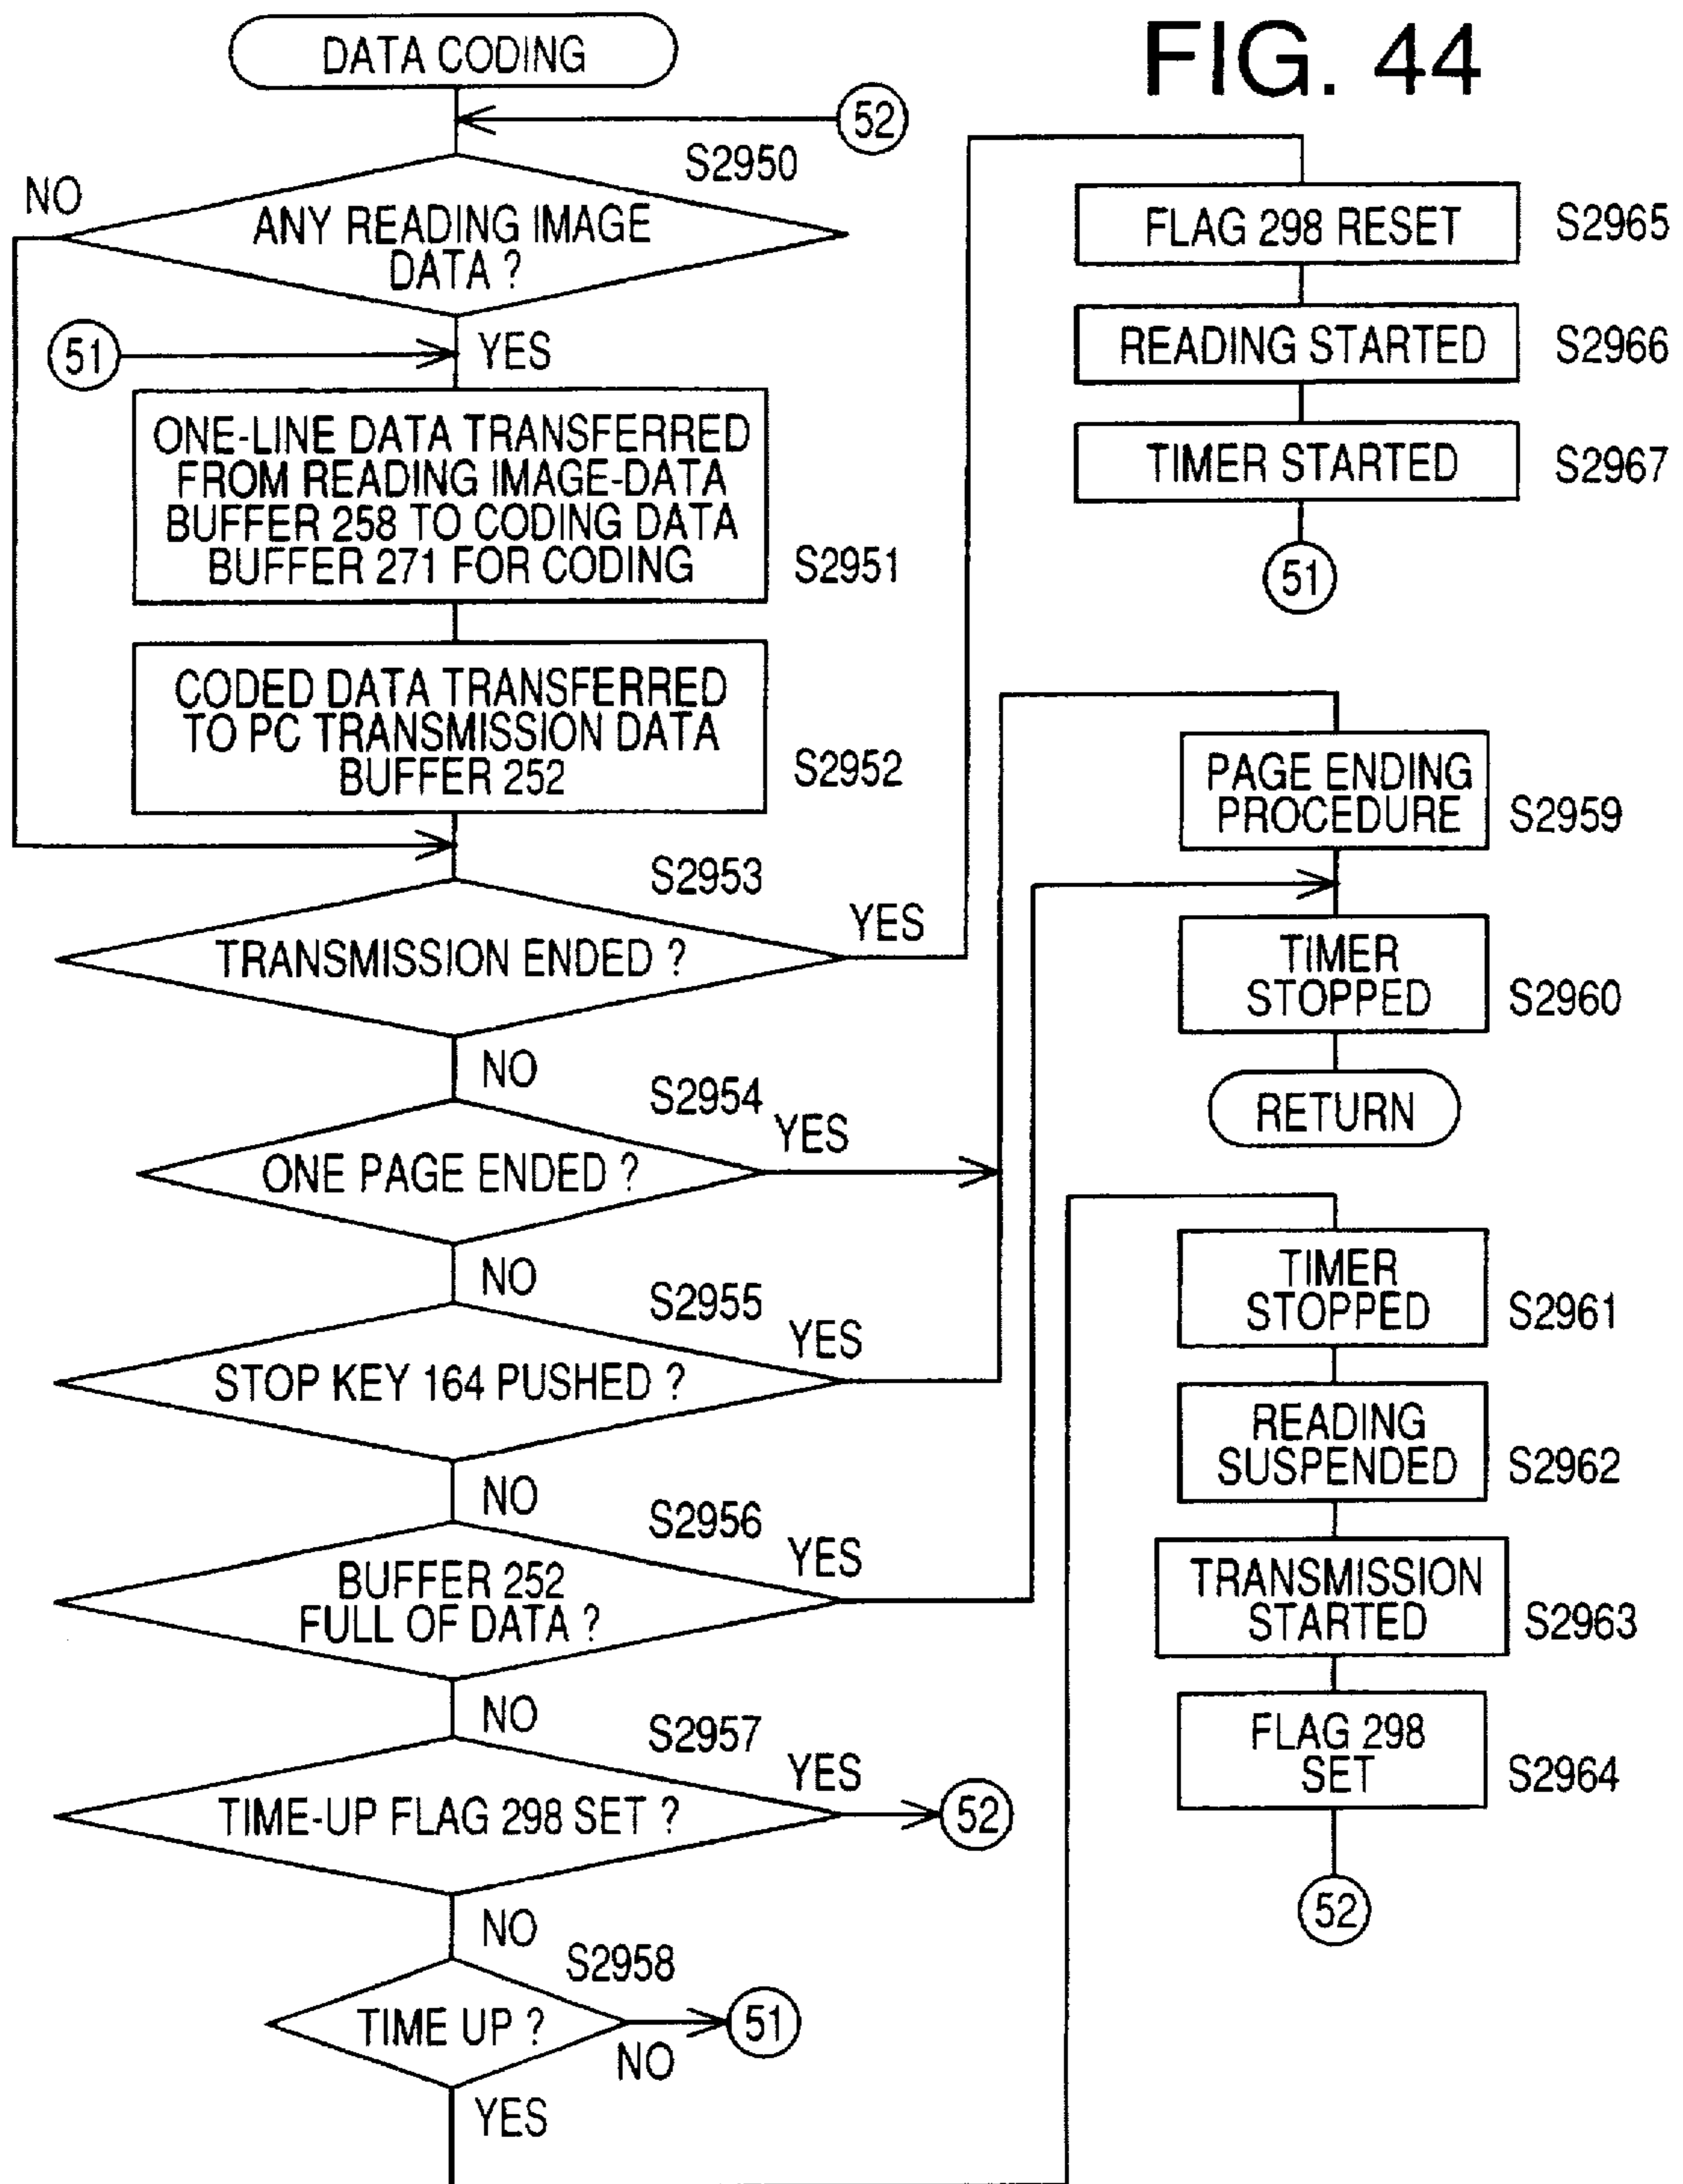 FIG. 44
DATA CODING
52
S2950
NO
ANY READING IMAGE
DATA ?
51
YES
ONE-LINE DATA TRANSFERRED
FROM READING IMAGE-DATA
BUFFER 258 TO CODING DATA
BUFFER 271 FOR CODING
S2951
CODED DATA TRANSFERRED
TO PC TRANSMISSION DATA
BUFFER 252
S2952
S2953
YES
TRANSMISSION ENDED ?
NO
S2954
YES
ONE PAGE ENDED ?
NO
S2955
YES
STOP KEY 164 PUSHED ?
NO
S2956
YES
BUFFER 252
FULL OF DATA ?
NO
S2957
YES
TIME-UP FLAG 298 SET ?
52
NO
S2958
TIME UP ?
51
NO
YES
FLAG 298 RESET
S2965
READING STARTED
S2966
TIMER STARTED
S2967
51
PAGE ENDING
PROCEDURE
S2959
TIMER
STOPPED
S2960
RETURN
TIMER
STOPPED
S2961
READING
SUSPENDED
S2962
TRANSMISSION
STARTED
S2963
FLAG 298
SET
S2964
52